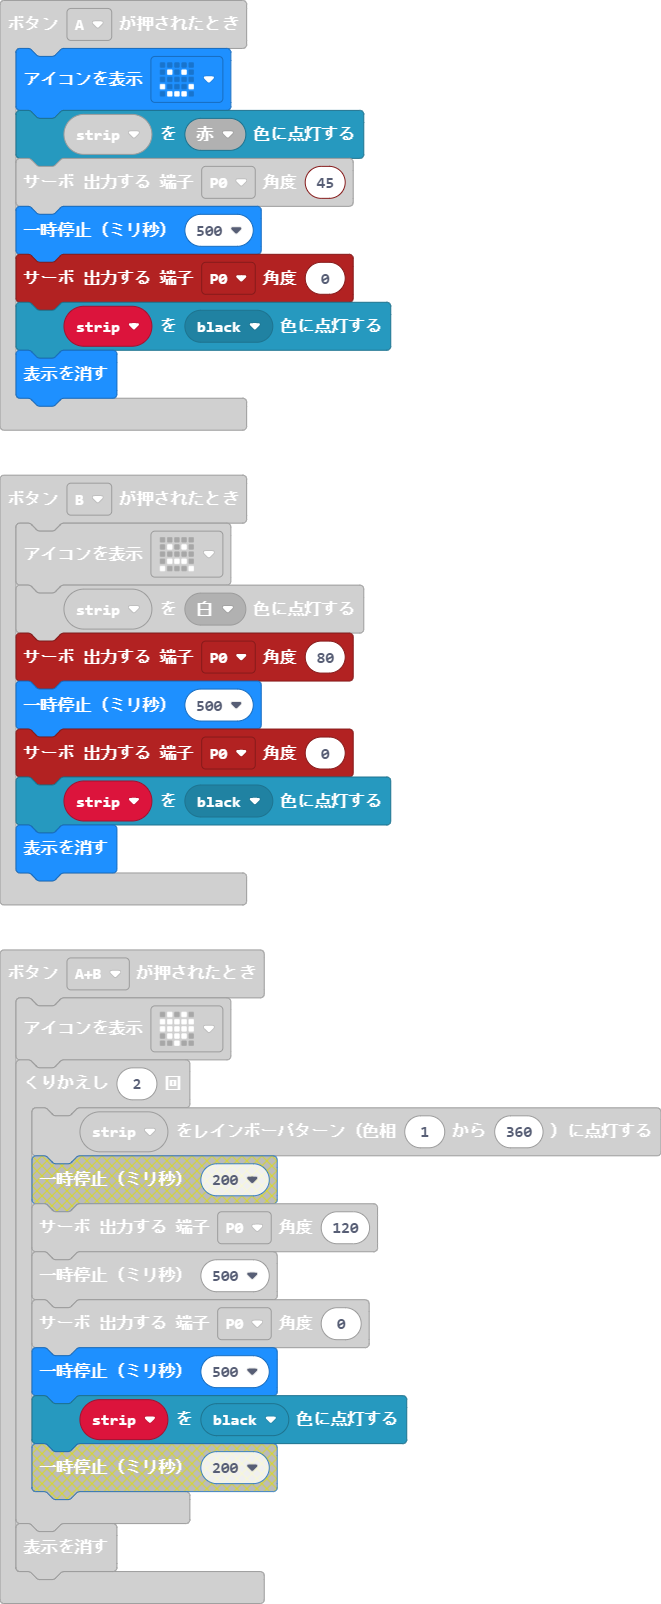 ボタン A が押されたとき
アイコンを表示
strip を 赤 色に点灯する
サーボ 出力する 端子 P0 角度 45
一時停止（ミリ秒） 500
サーボ 出力する 端子 P0 角度 0
strip を black 色に点灯する
表示を消す
ボタン B が押されたとき
アイコンを表示
strip を 白 色に点灯する
サーボ 出力する 端子 P0 角度 80
一時停止（ミリ秒） 500
サーボ 出力する 端子 P0 角度 0
strip を black 色に点灯する
表示を消す
ボタン A+B が押されたとき
アイコンを表示
くりかえし 2 回
strip をレインボーパターン（色相 1 から 360 ）に点灯する
一時停止（ミリ秒） 200
サーボ 出力する 端子 P0 角度 120
一時停止（ミリ秒） 500
サーボ 出力する 端子 P0 角度 0
一時停止（ミリ秒） 500
strip を black 色に点灯する
一時停止（ミリ秒） 200
表示を消す